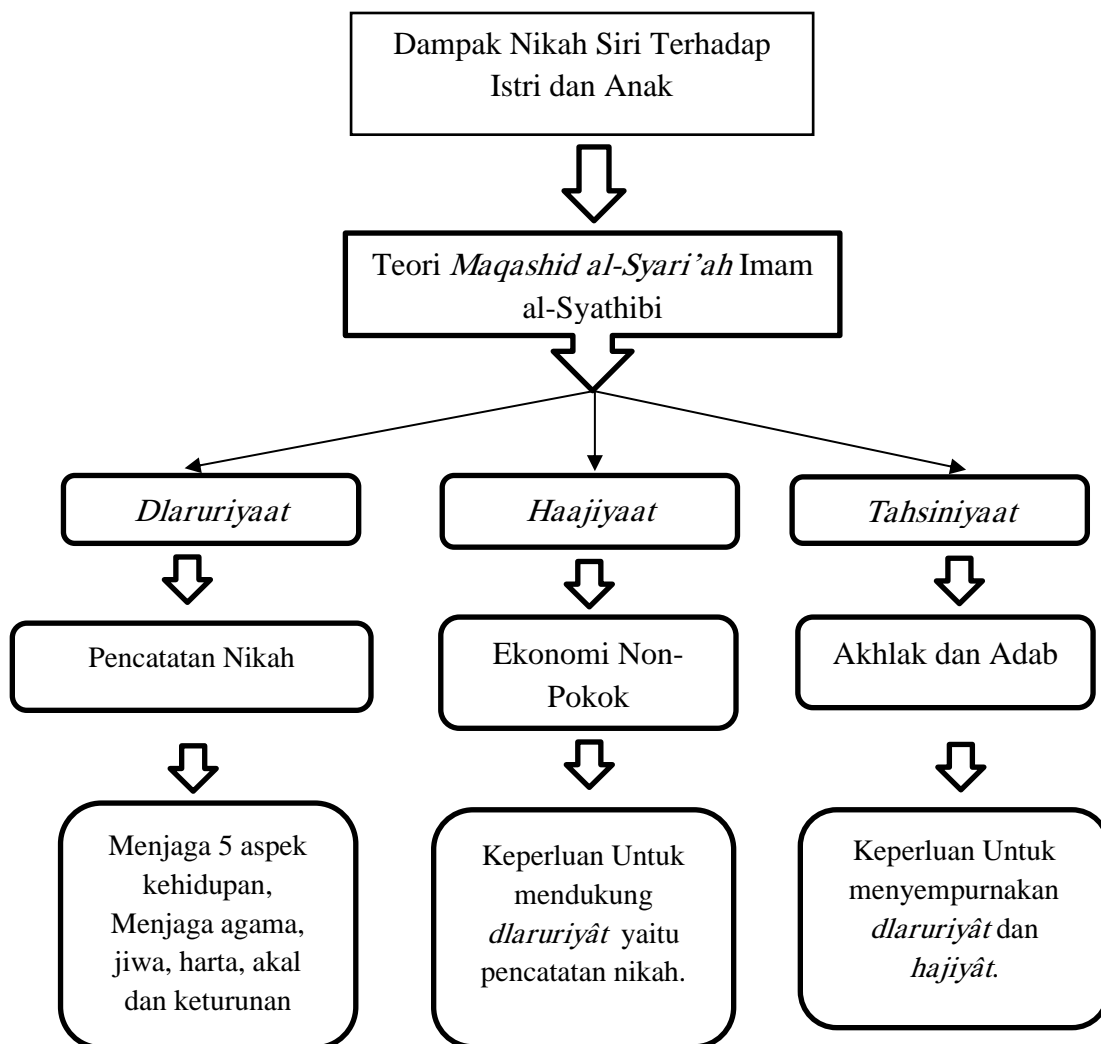 Dampak Nikah Siri Terhadap
Istri dan Anak
Teori Maqashid al-Syari’ah Imam
al-Syathibi
Dlaruriyaat
Haajiyaat
Tahsiniyaat
Pencatatan Nikah
Ekonomi Non-
Pokok
Akhlak dan Adab
Menjaga 5 aspek
kehidupan,
Menjaga agama,
jiwa, harta, akal
dan keturunan
Keperluan Untuk
mendukung
dlaruriyât yaitu
pencatatan nikah.
Keperluan Untuk
menyempurnakan
dlaruriyât dan
hajiyât.